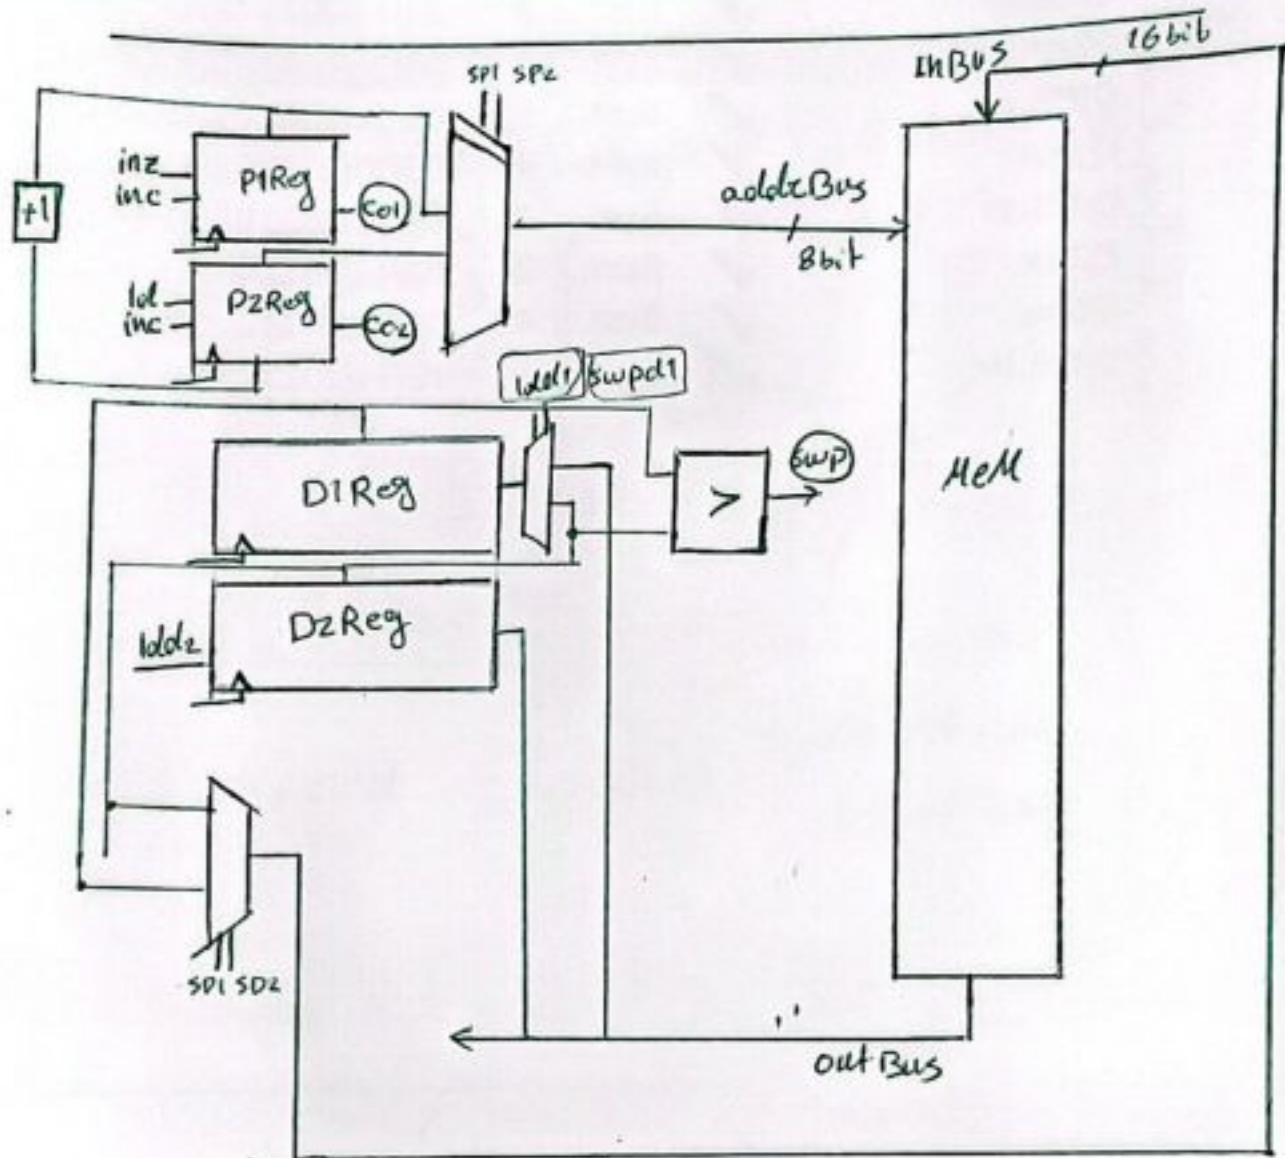 16bit
InBus
SP1 SP2
inz
inc
P1Reg
Co1
+1
addrBus
8bit
ld
inc
P2Reg
Co2
ldd1
swpd1
D1Reg
>
swp
MeM
D2Reg
ldd2
SD1 SD2
outBus